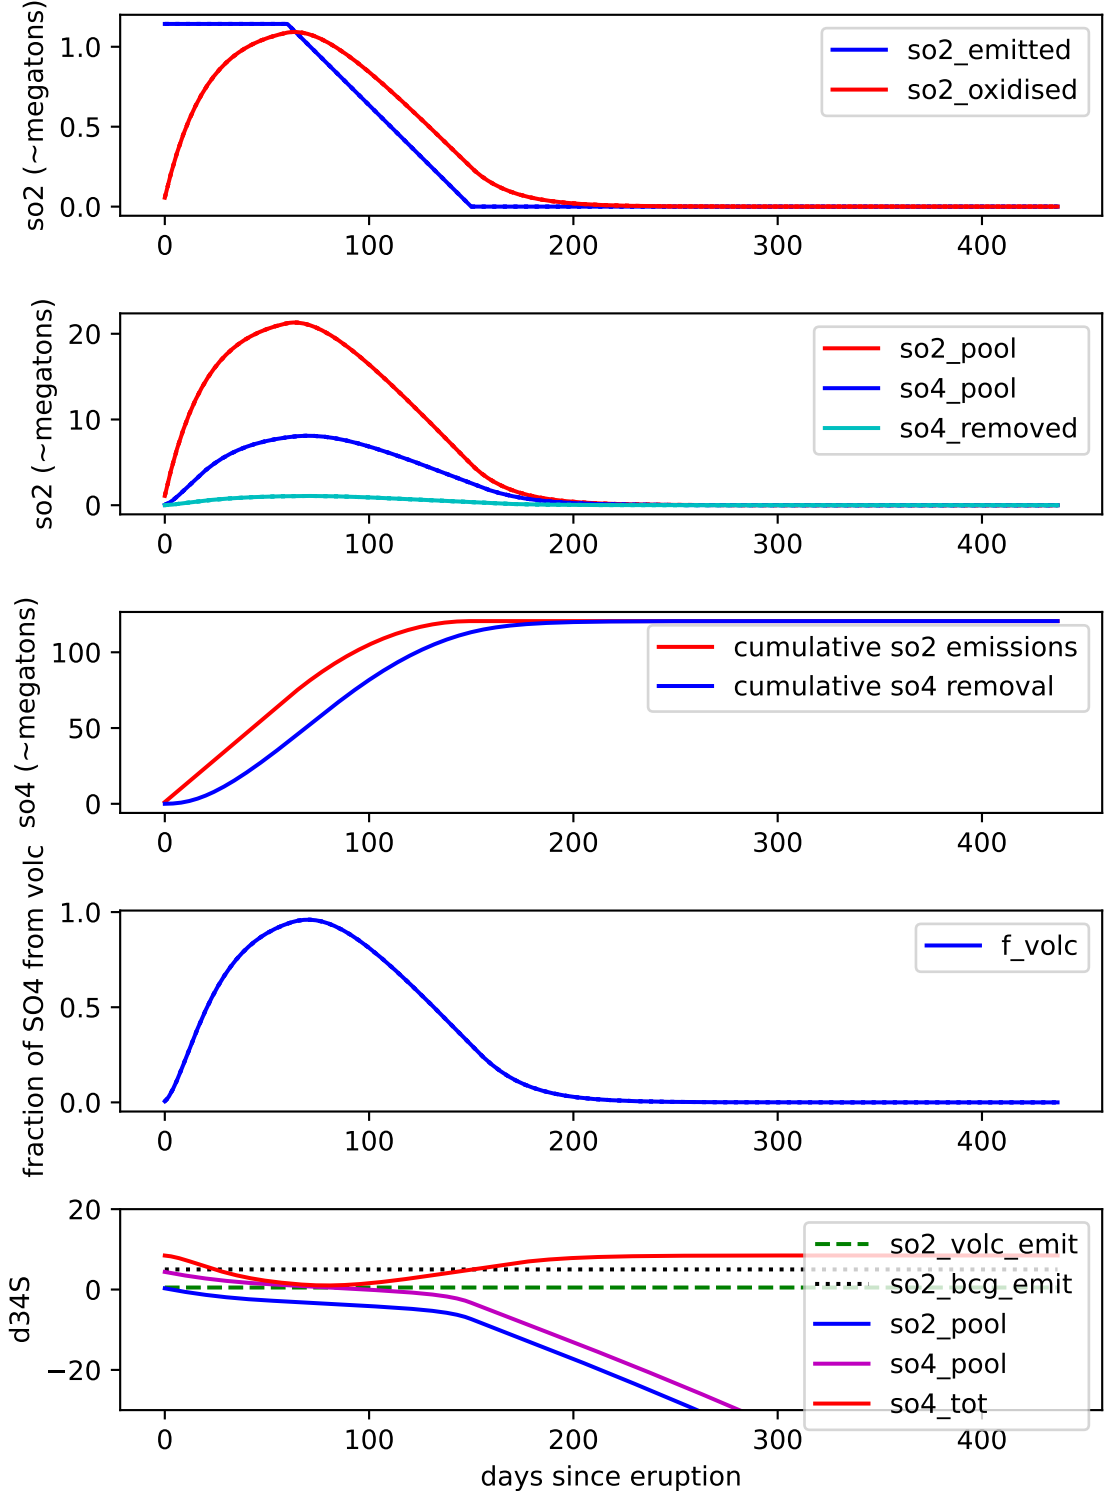 so2 (~megatons)
1.0
0.5
0.0
so2_emitted
so2_oxidised
0 100 200 300 400
so2 (~megatons)
20
10
0
so2_pool
so4_pool
so4_removed
0 100 200 300 400
so4 (~megatons)
100
50
0
cumulative so2 emissions
cumulative so4 removal
0 100 200 300 400
fraction of SO4 from volc
1.0
0.5
0.0
f_volc
0 100 200 300 400
d34S
20
0
−20
so2_volc_emit
so2_bcg_emit
so2_pool
so4_pool
so4_tot
0 100 200 300 400
days since eruption